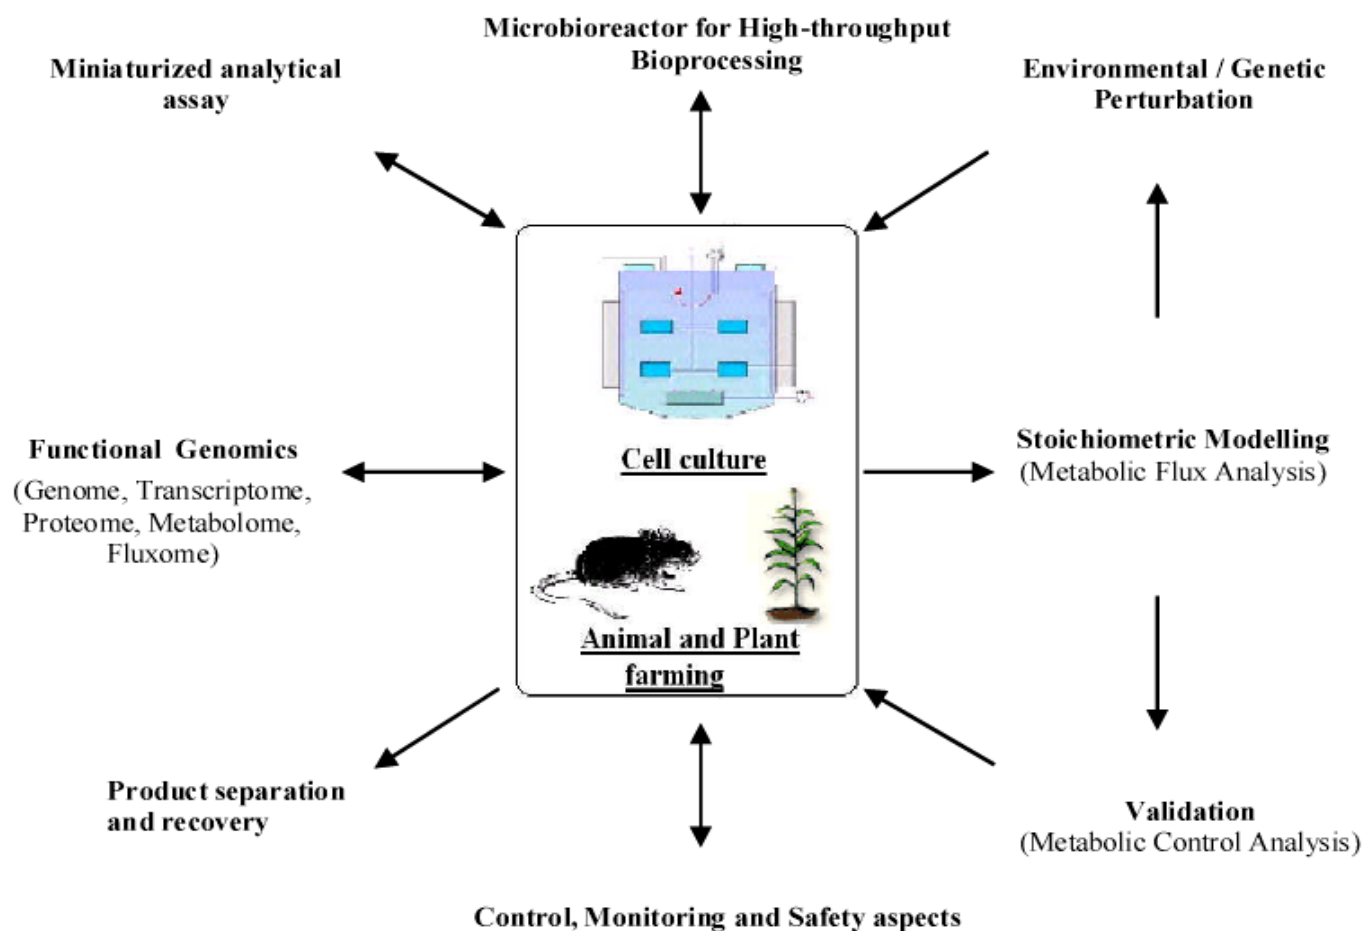 Microbioreactor for High-throughput
Bioprocessing
Miniaturized analytical
assay
Environmental / Genetic
Perturbation
Functional Genomics
(Genome, Transcriptome,
Proteome, Metabolome,
Fluxome)
Cell culture
Stoichiometric Modelling
(Metabolic Flux Analysis)
Animal and Plant
farming
Product separation
and recovery
Validation
(Metabolic Control Analysis)
Control, Monitoring and Safety aspects